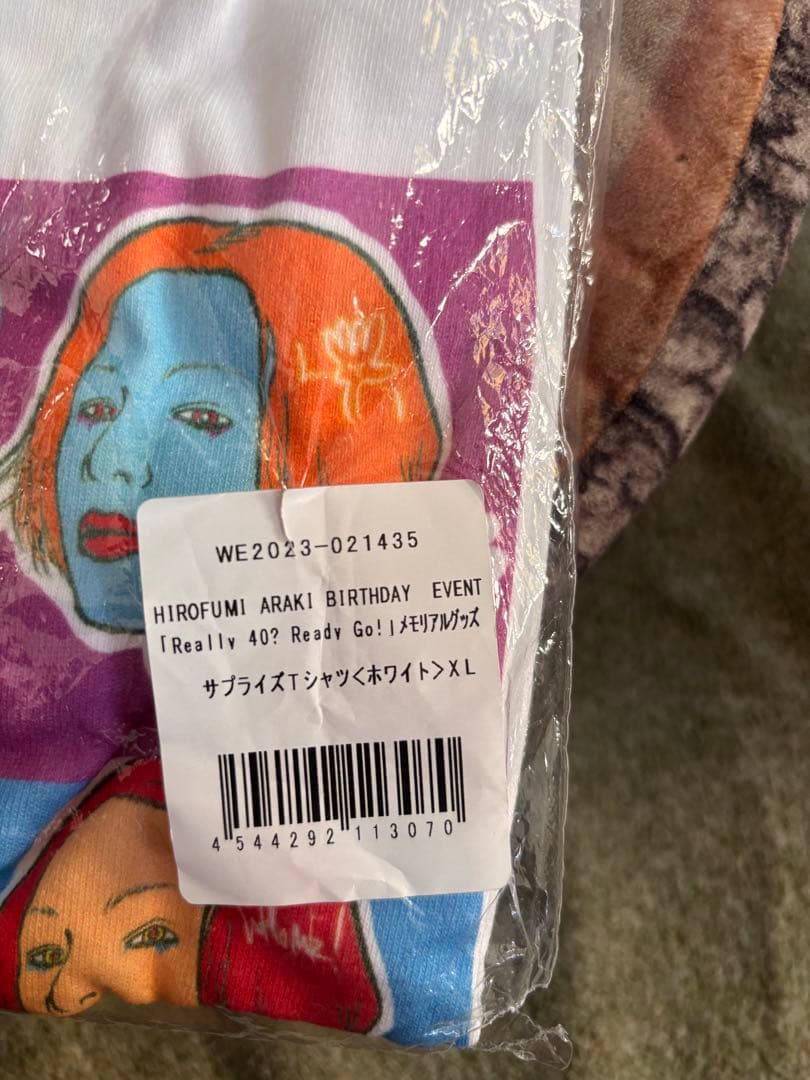 WE2023-021435
HIROFUMI ARAKI BIRTHDAY EVENT
「Really 40? Ready Go!」メモリアルグッズ
サプライズTシャツ<ホワイト>XL
4 544292 113070